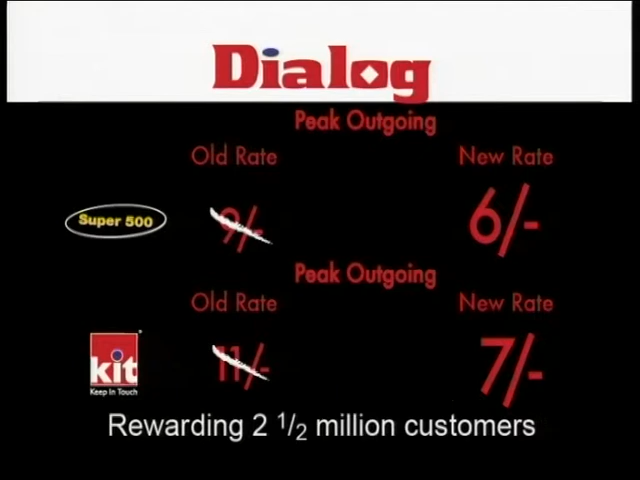 Dialog
Peak Outgoing
Old Rate New Rate
Super 500 9/- 6/-
Peak Outgoing
Old Rate New Rate
kit 11/- 7/-
Keep In Touch
Rewarding 2 1/2 million customers